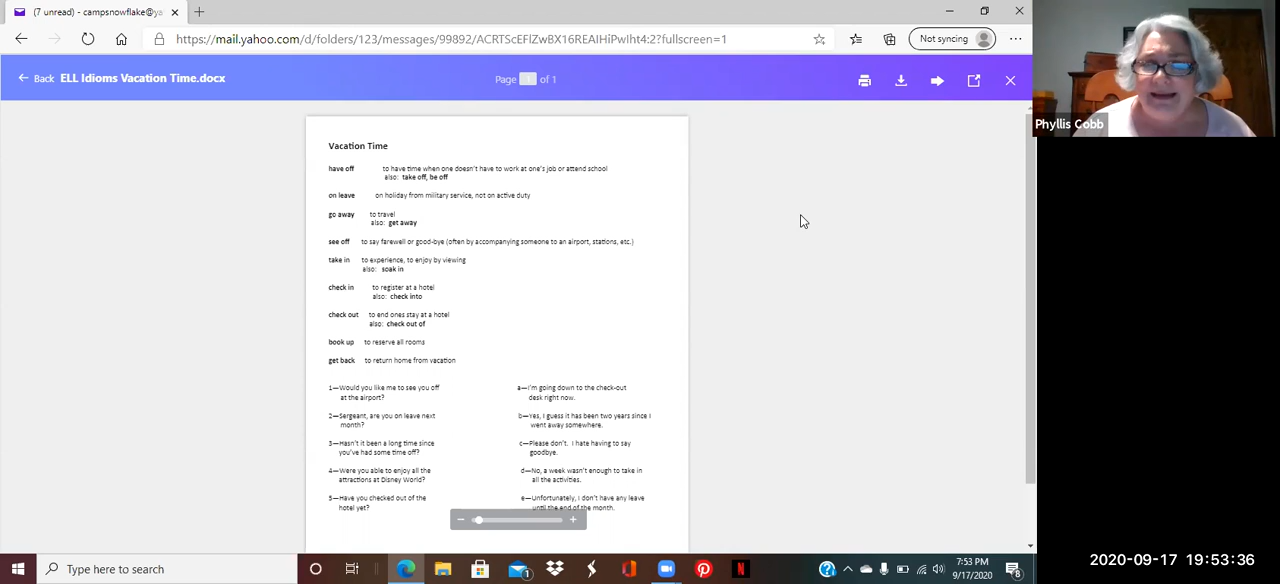 (7 unread) - campsnowflake@ya
https://mail.yahoo.com/d/folders/123/messages/99892/ACRTScEFlZwBX16REAIHiPwIht4:2?fullscreen=1
Not syncing
Back ELL Idioms Vacation Time.docx
Page 1 of 1
Phyllis Cobb
Vacation Time
have off to have time when one doesn't have to work at one's job or attend school
also: take off, be off
on leave on holiday from military service, not on active duty
go away to travel
also: get away
see off to say farewell or good-bye (often by accompanying someone to an airport, stations, etc.)
take in to experience, to enjoy by viewing
also: soak in
check in to register at a hotel
also: check into
check out to end ones stay at a hotel
also: check out of
book up to reserve all rooms
get back to return home from vacation
1—Would you like me to see you off
at the airport?
2—Sergeant, are you on leave next
month?
3—Hasn't it been a long time since
you've had some time off?
4—Were you able to enjoy all the
attractions at Disney World?
5—Have you checked out of the
hotel yet?
a—I'm going down to the check-out
desk right now.
b—Yes, I guess it has been two years since I
went away somewhere.
c—Please don't. I hate having to say
goodbye.
d—No, a week wasn't enough to take in
all the activities.
e—Unfortunately, I don't have any leave
until the end of the month.
Type here to search
7:53 PM
9/17/2020
2020-09-17 19:53:36